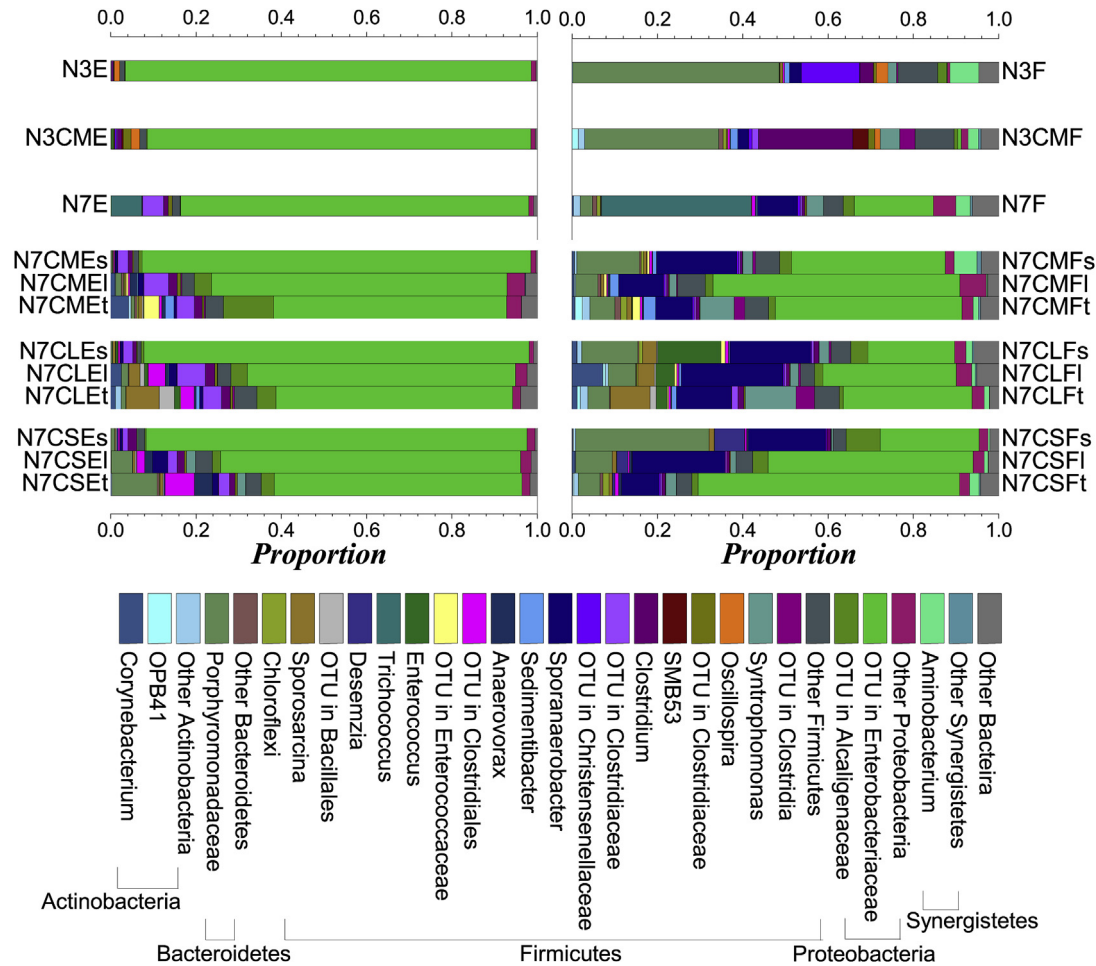 0.0 0.2 0.4 0.6 0.8 1.0
0.0 0.2 0.4 0.6 0.8 1.0
N3E
N3F
N3CME
N3CMF
N7E
N7F
N7CMEs
N7CMFs
N7CMEl
N7CMFl
N7CMEt
N7CMFt
N7CLEs
N7CLFs
N7CLEl
N7CLFl
N7CLEt
N7CLFt
N7CSEs
N7CSFs
N7CSEl
N7CSFl
N7CSEt
N7CSFt
0.0 0.2 0.4 0.6 0.8 1.0
0.0 0.2 0.4 0.6 0.8 1.0
Proportion
Proportion
Corynebacterium
OPB41
Other Actinobacteria
Porphyromonadaceae
Other Bacteroidetes
Chloroflexi
Sporosarcina
OTU in Bacillales
Desemzia
Trichococcus
Enterococcus
OTU in Enterococcaceae
OTU in Clostridiales
Anaerovorax
Sedimentibacter
Sporanaerobacter
OTU in Christensenellaceae
OTU in Clostridiaceae
Clostridium
SMB53
OTU in Clostridiaceae
Oscillospira
Syntrophomonas
OTU in Clostridia
Other Firmicutes
OTU in Alcaligenaceae
OTU in Enterobacteriaceae
Other Proteobacteria
Aminobacterium
Other Synergistetes
Other Bacteira
Actinobacteria
Synergistetes
Bacteroidetes
Firmicutes
Proteobacteria